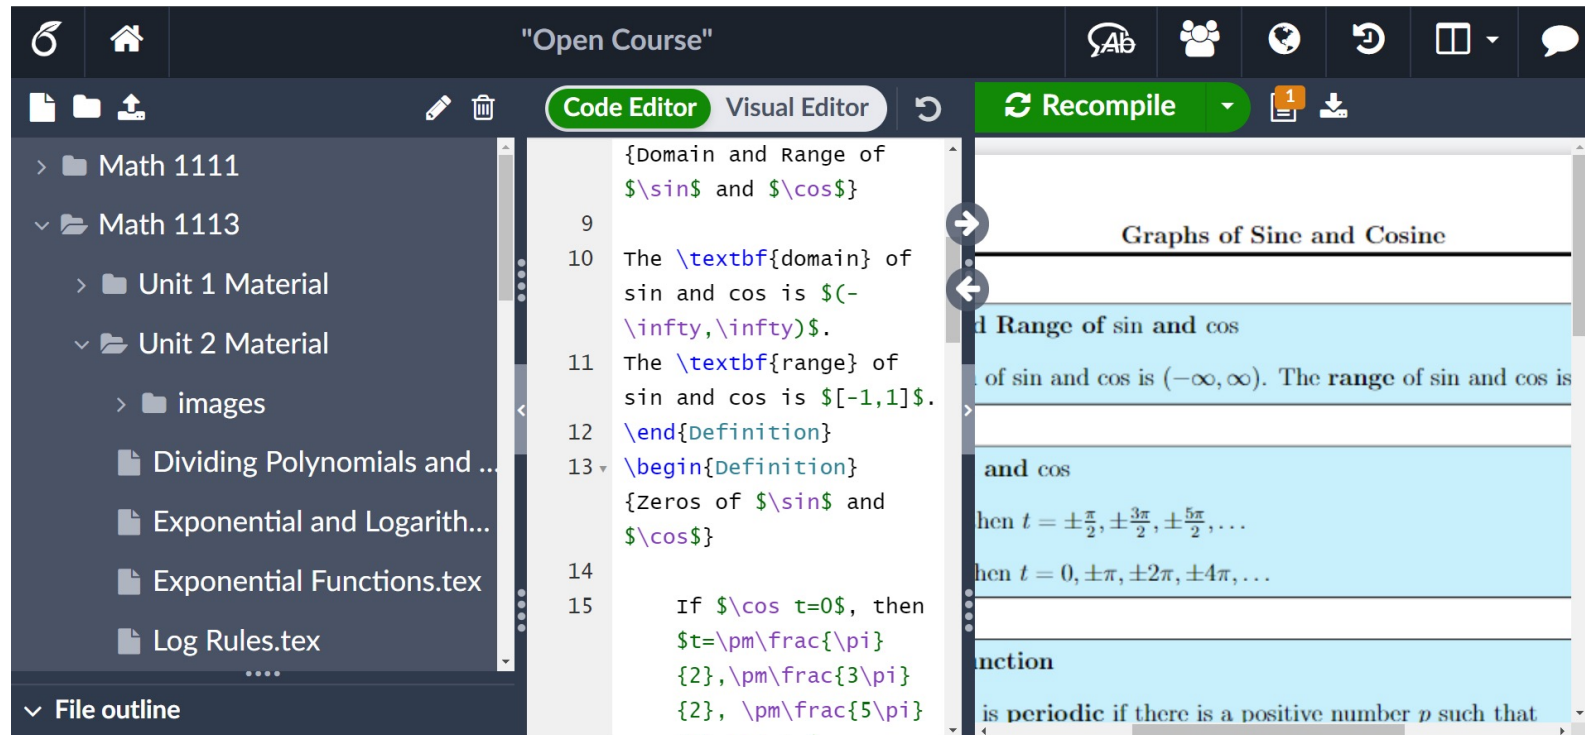 "Open Course"
Code Editor
Visual Editor
Recompile
1
Math 1111
Math 1113
Unit 1 Material
Unit 2 Material
images
Dividing Polynomials and ...
Exponential and Logarith...
Exponential Functions.tex
Log Rules.tex
File outline
{Domain and Range of
$\sin$ and $\cos$}
9
10 The \textbf{domain} of
sin and cos is $(-
\infty,\infty)$.
11 The \textbf{range} of
sin and cos is $[-1,1]$.
12 \end{Definition}
13 \begin{Definition}
{Zeros of $\sin$ and
$\cos$}
14
15 If $\cos t=0$, then
$t=\pm\frac{\pi}
{2},\pm\frac{3\pi}
{2}, \pm\frac{5\pi}
Graphs of Sine and Cosine
d Range of sin and cos
of sin and cos is (−∞, ∞). The range of sin and cos is
and cos
hen t = ±π/2, ±3π/2, ±5π/2, ...
hen t = 0, ±π, ±2π, ±4π, ...
unction
is periodic if there is a positive number p such that